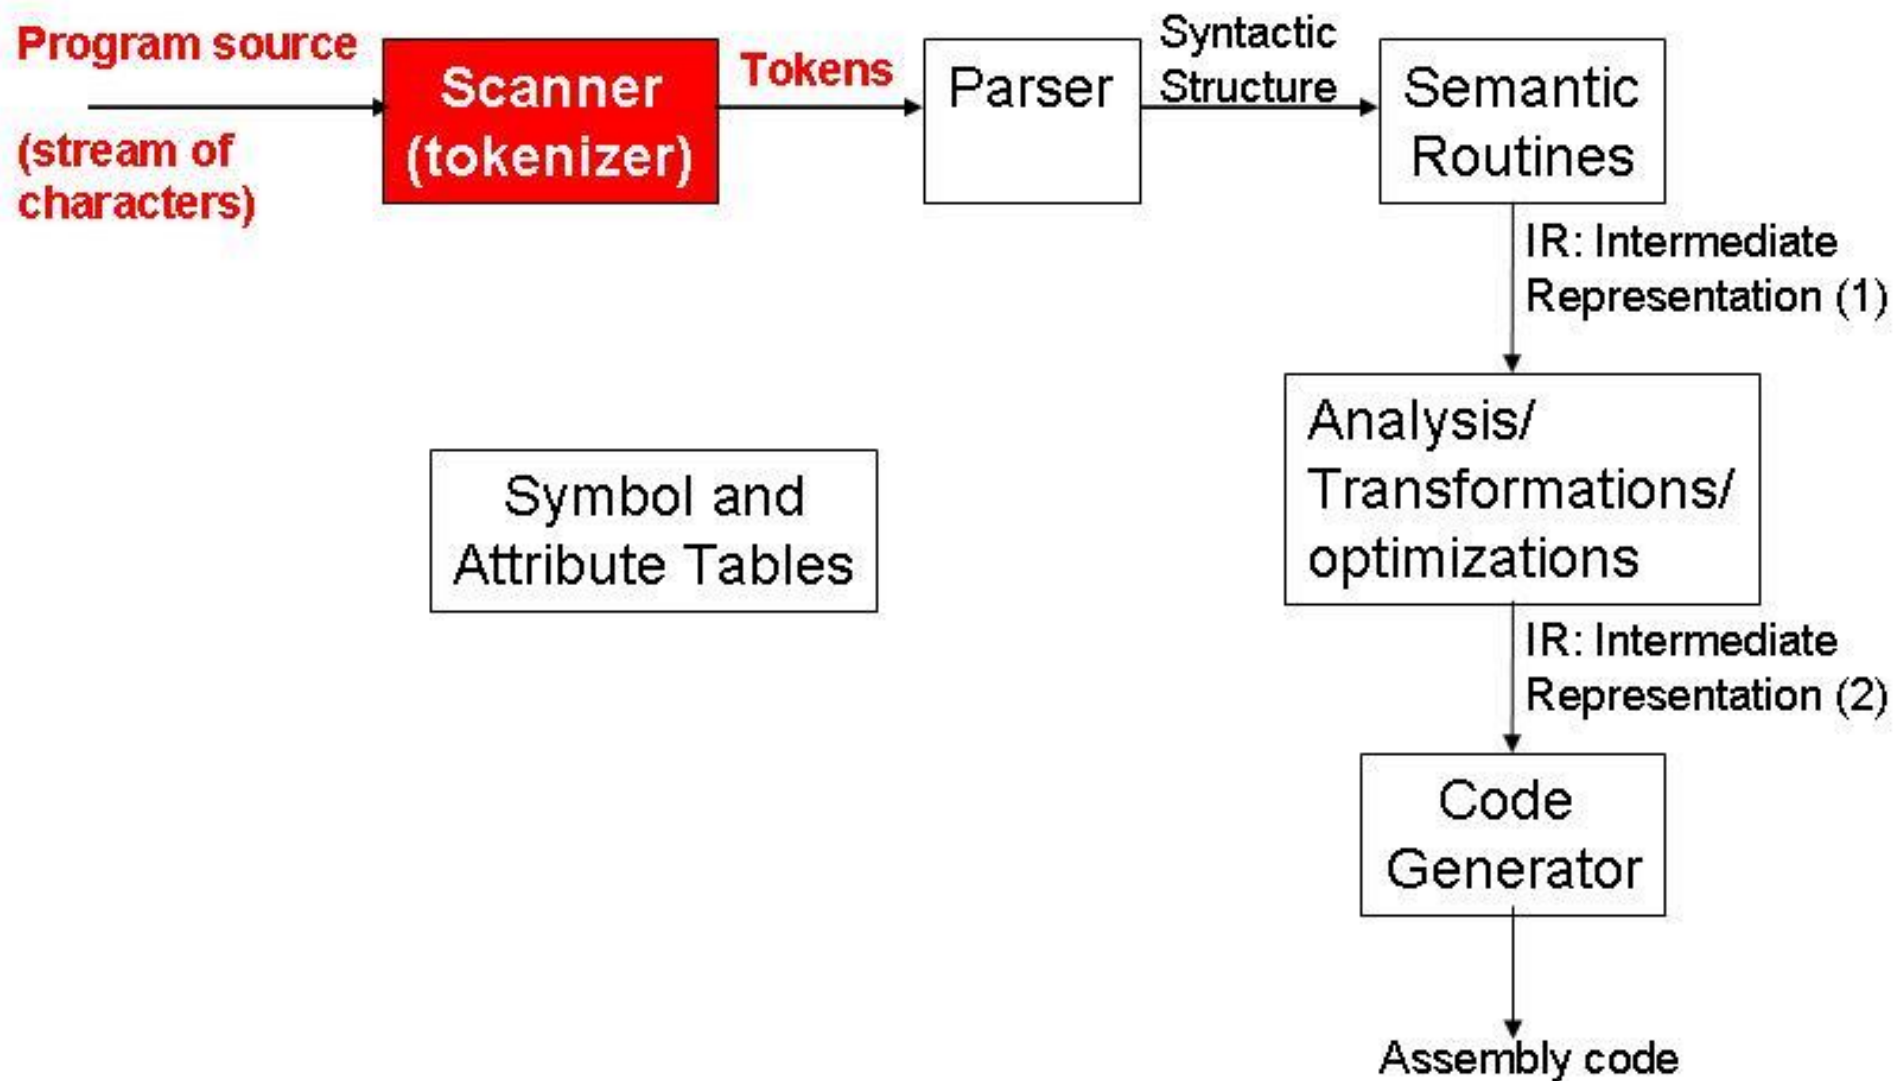 Program source
(stream of
characters)
Scanner
(tokenizer)
Tokens
Parser
Syntactic
Structure
Semantic
Routines
IR: Intermediate
Representation (1)
Analysis/
Transformations/
optimizations
Symbol and
Attribute Tables
IR: Intermediate
Representation (2)
Code
Generator
Assembly code